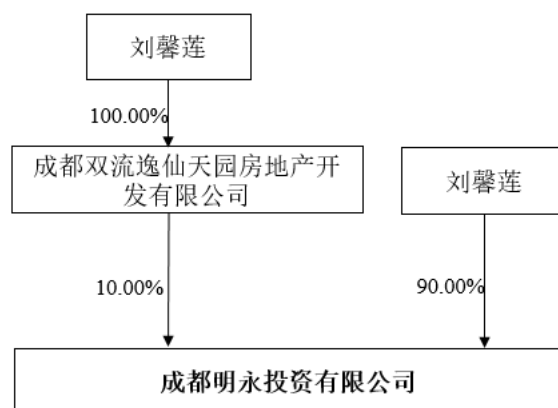 刘馨莲
100.00%
成都双流逸仙天园房地产开
发有限公司
刘馨莲
10.00%
90.00%
成都明永投资有限公司